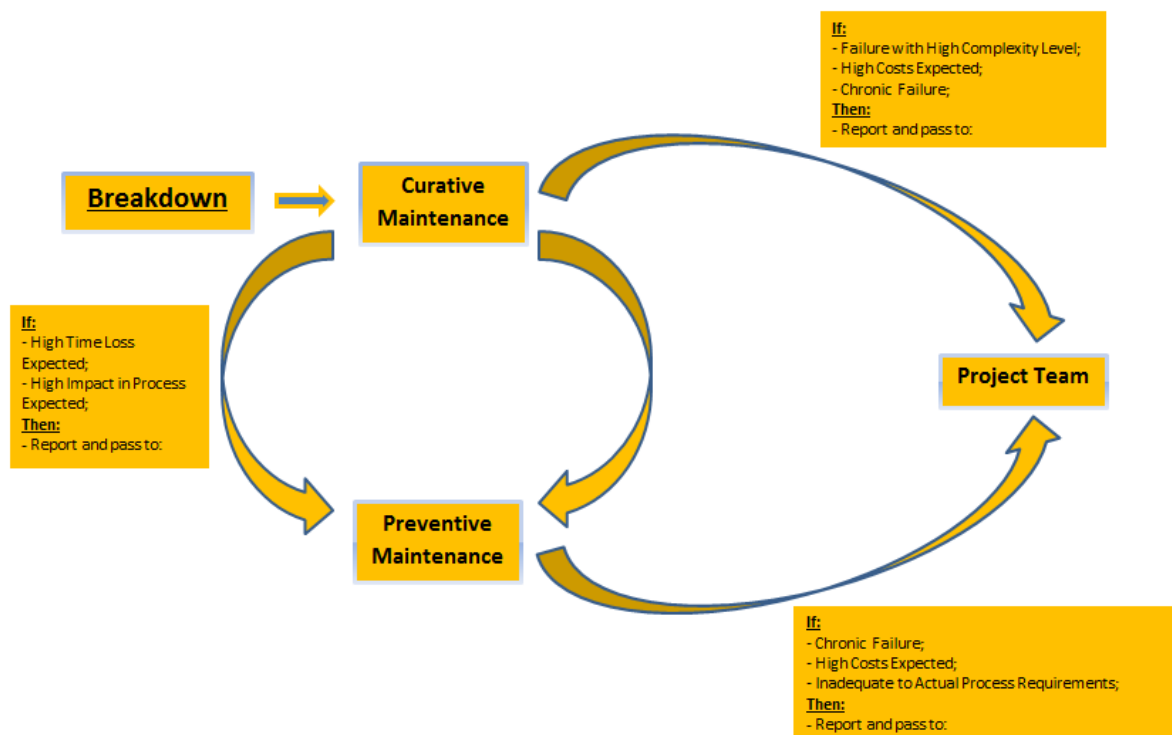 If:
- Failure with High Complexity Level;
- High Costs Expected;
- Chronic Failure;
Then:
- Report and pass to:
Breakdown
Curative
Maintenance
If:
- High Time Loss
Expected;
- High Impact in Process
Expected;
Then:
- Report and pass to:
Project Team
Preventive
Maintenance
If:
- Chronic Failure;
- High Costs Expected;
- Inadequate to Actual Process Requirements;
Then:
- Report and pass to: